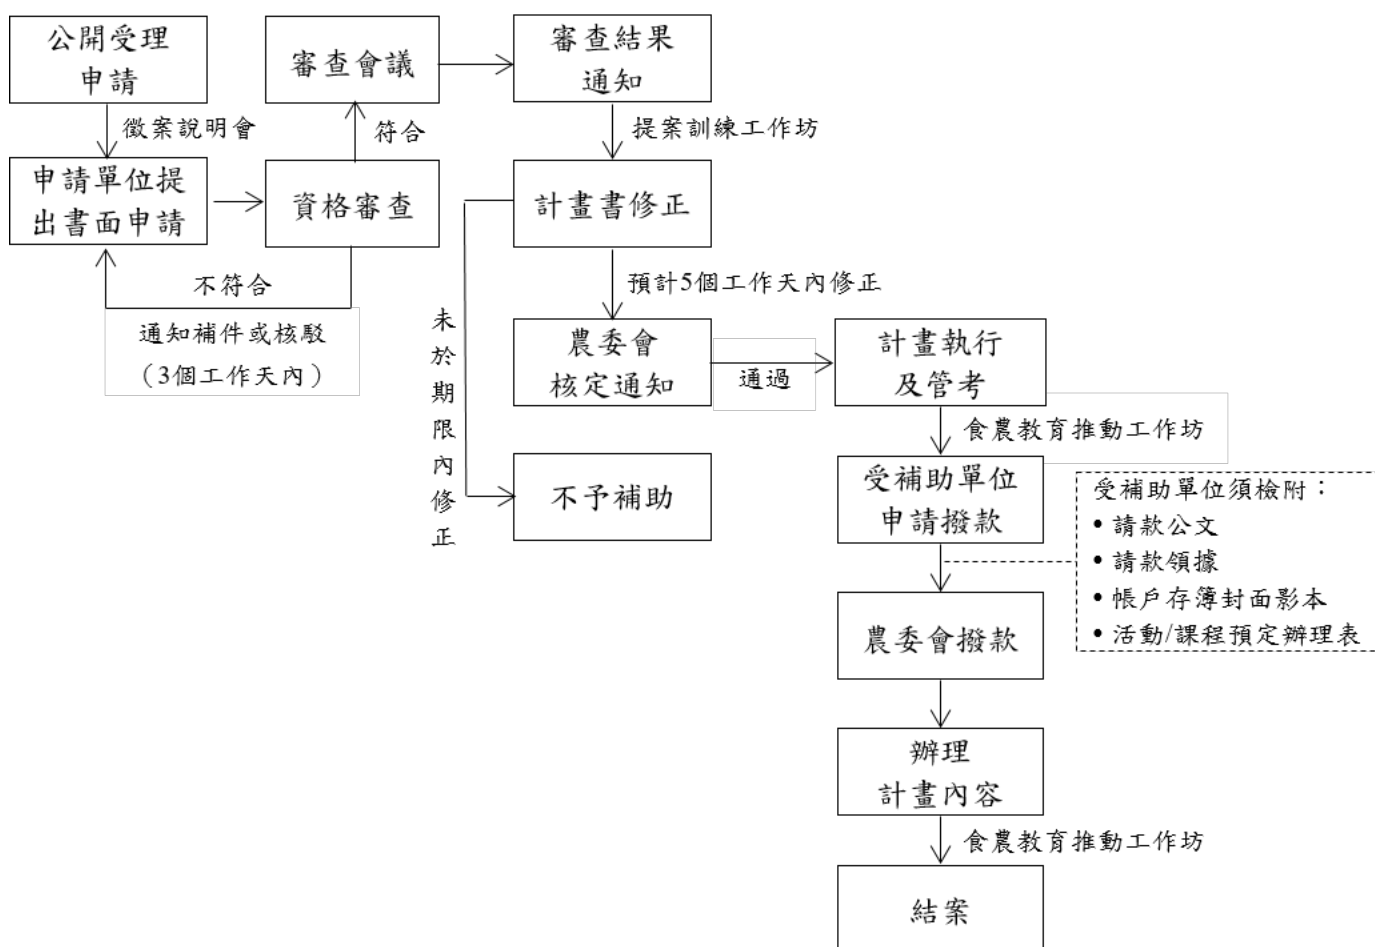 公開受理
申請
徵案說明會
申請單位提
出書面申請
資格審查
不符合
通知補件或核駁
（3個工作天內）
符合
審查會議
審查結果
通知
提案訓練工作坊
計畫書修正
未於期限內修正
不予補助
預計5個工作天內修正
農委會
核定通知
通過
計畫執行
及管考
食農教育推動工作坊
受補助單位
申請撥款
受補助單位須檢附：
• 請款公文
• 請款領據
• 帳戶存簿封面影本
• 活動/課程預定辦理表
農委會撥款
辦理
計畫內容
食農教育推動工作坊
結案